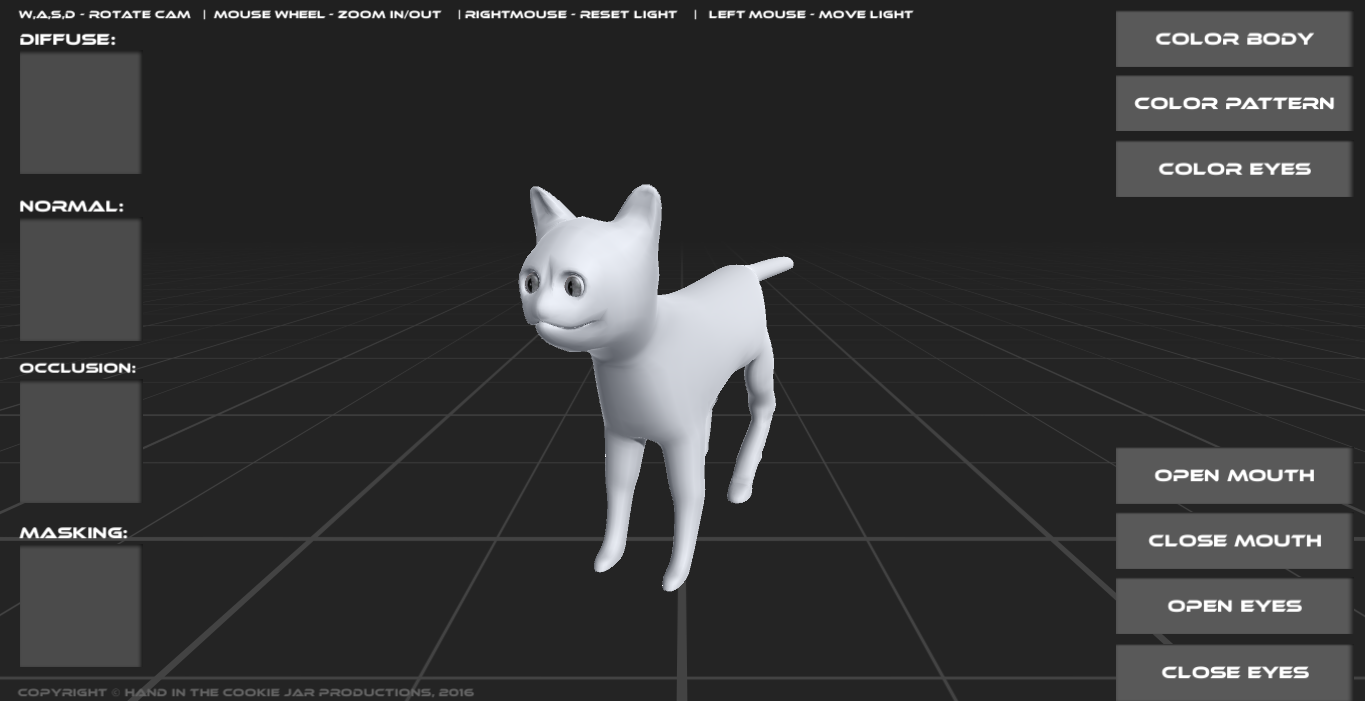 W,A,S,D - ROTATE CAM | MOUSE WHEEL - ZOOM IN/OUT | RIGHTMOUSE - RESET LIGHT | LEFT MOUSE - MOVE LIGHT
DIFFUSE:
NORMAL:
OCCLUSION:
MASKING:
COLOR BODY
COLOR PATTERN
COLOR EYES
OPEN MOUTH
CLOSE MOUTH
OPEN EYES
CLOSE EYES
COPYRIGHT © HAND IN THE COOKIE JAR PRODUCTIONS, 2016